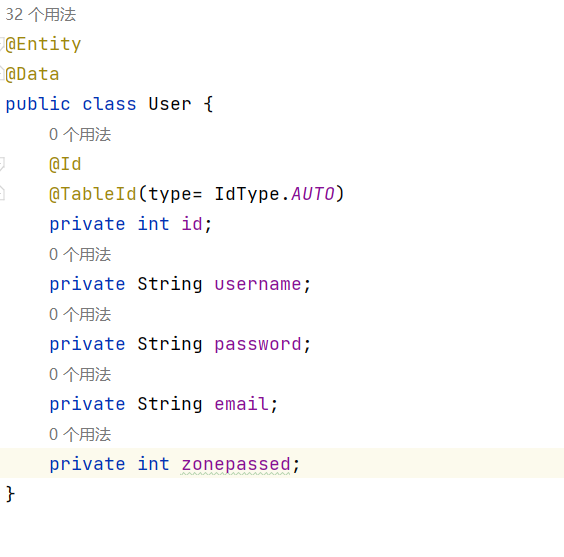 32 个用法
@Entity
@Data
public class User {
0 个用法
@Id
@TableId(type= IdType.AUTO)
private int id;
0 个用法
private String username;
0 个用法
private String password;
0 个用法
private String email;
0 个用法
private int zonepassed;
}